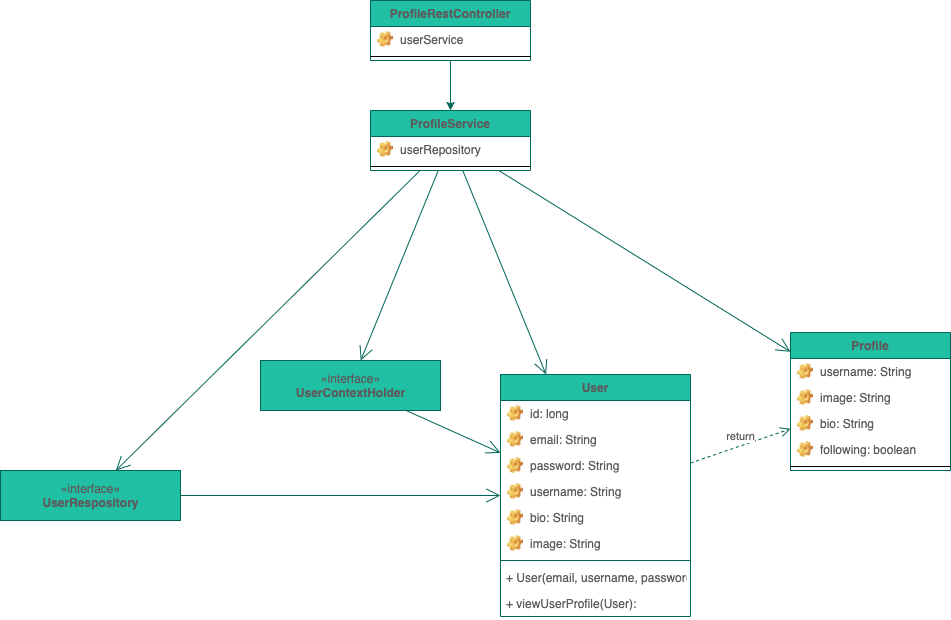 ProfileRestController
userService
ProfileService
userRepository
«interface»
UserContextHolder
«interface»
UserRespository
User
id: long
email: String
password: String
username: String
bio: String
image: String
+ User(email, username, password
+ viewUserProfile(User):
return
Profile
username: String
image: String
bio: String
following: boolean